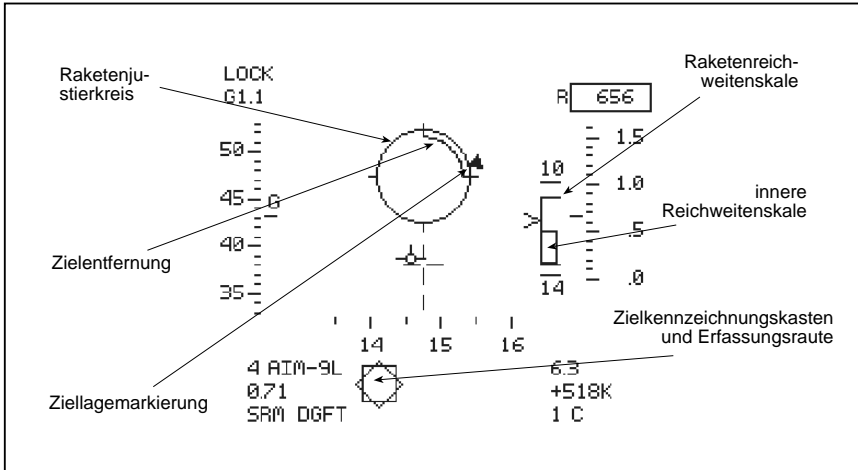 LOCK
G1.1
Raketenju-
stierkreis
Raketenreich-
weitenskale
R 656
50
45
40
35
G
10
14
1.5
1.0
.5
.0
innere
Reichweitenskale
Zielentfernung
14 15 16
Zielkennzeichnungskasten
und Erfassungsraute
4 AIM-9L
0.71
SRM DGFT
6.3
+518K
1 C
Ziellagemarkierung